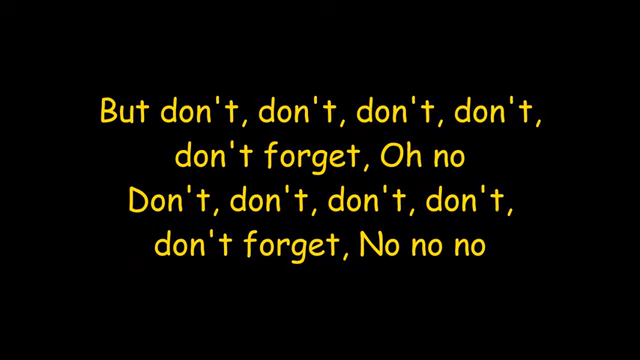 But don't, don't, don't, don't,
don't forget, Oh no
Don't, don't, don't, don't,
don't forget, No no no